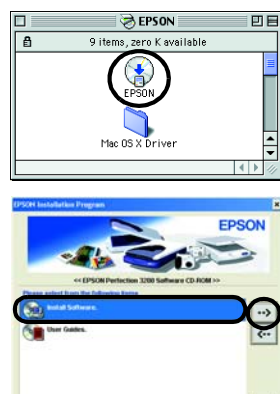 EPSON
9 items, zero K available
EPSON
Mac OS X Driver
EPSON Installation Program
EPSON
<< EPSON Perfection 3200 Software CD-ROM >>
Please select from the following items
Install Software.
User Guides.
-->
<--